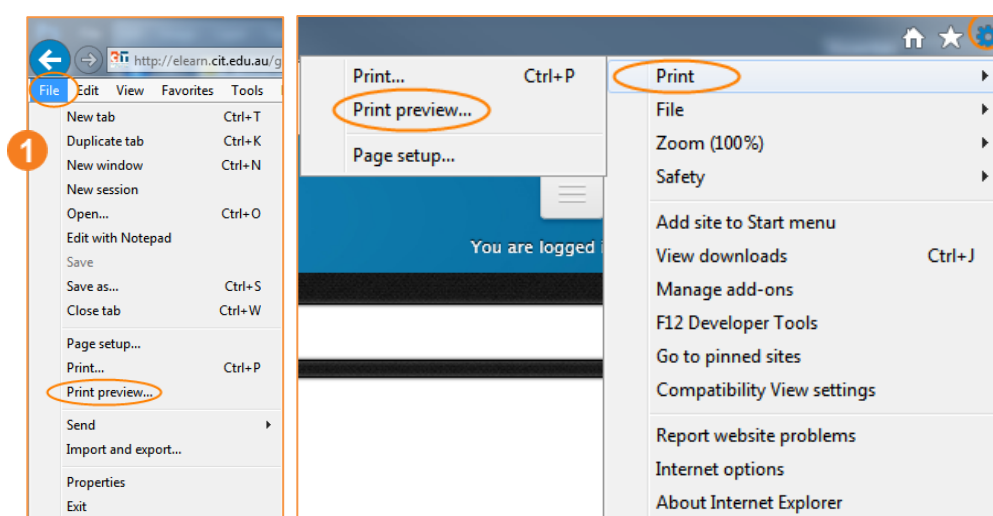 http://elearn.cit.edu.au/g
File Edit View Favorites Tools
1
New tab Ctrl+T
Duplicate tab Ctrl+K
New window Ctrl+N
New session
Open... Ctrl+O
Edit with Notepad
Save
Save as... Ctrl+S
Close tab Ctrl+W
Page setup...
Print... Ctrl+P
Print preview...
Send
Import and export...
Properties
Exit
Print... Ctrl+P
Print preview...
Page setup...
You are logged
Print
File
Zoom (100%)
Safety
Add site to Start menu
View downloads Ctrl+J
Manage add-ons
F12 Developer Tools
Go to pinned sites
Compatibility View settings
Report website problems
Internet options
About Internet Explorer